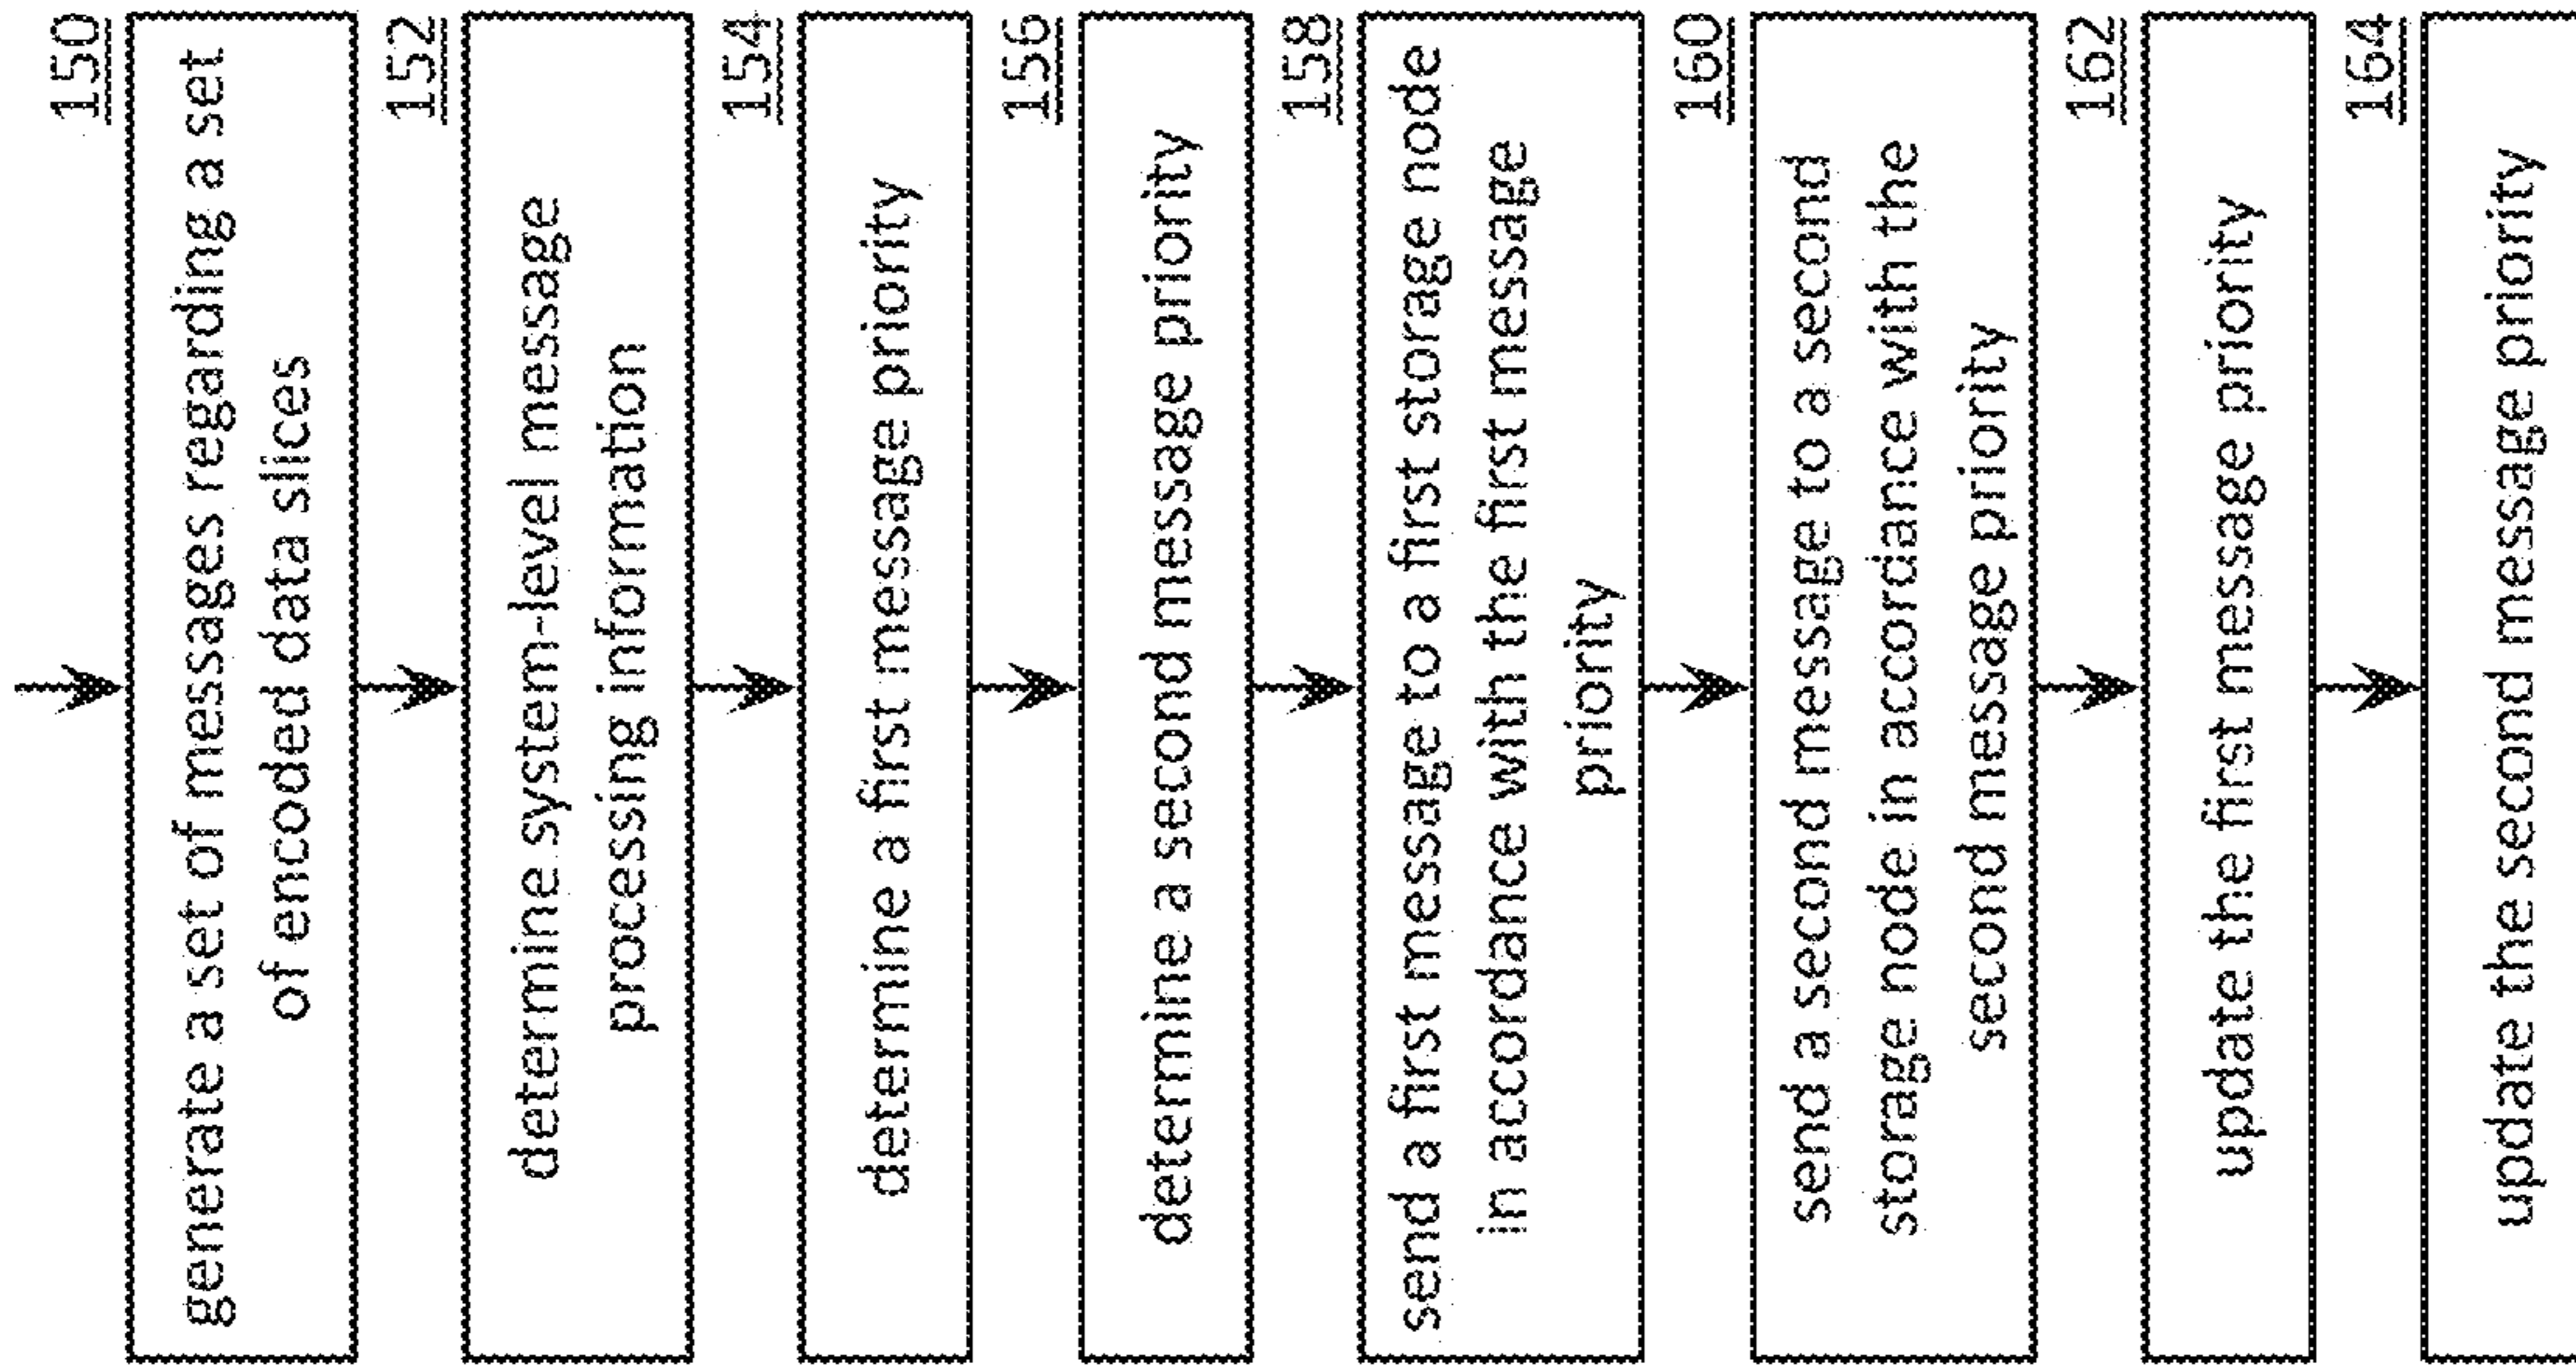 150
generate a set of messages regarding a set
of encoded data slices
152
determine system-level message
processing information
154
determine a first message priority
156
determine a second message priority
158
send a first message to a first storage node
in accordance with the first message
priority
160
send a second message to a second
storage node in accordance with the
second message priority
162
update the first message priority
164
update the second message priority